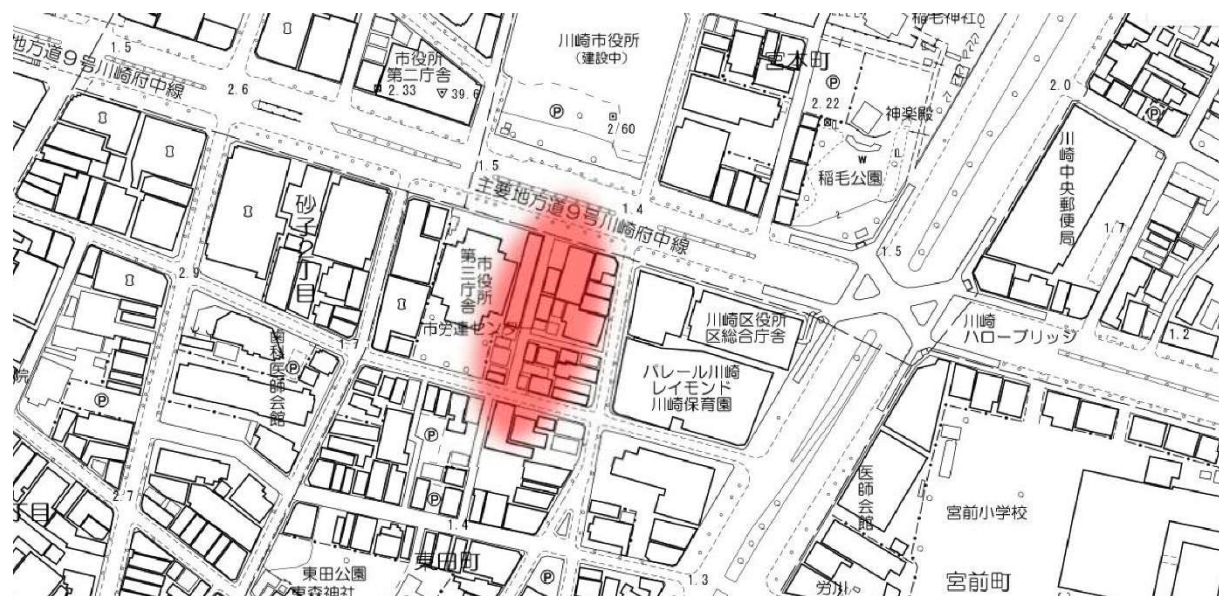 稲毛神社
1.5
地方道9号川崎府中線
川崎市役所
(建設中)
宮本町
市役所
第二庁舎
2.33
39.6
2.6
2/60
2.22
神楽殿
2.0
W
稲毛公園
川崎中央郵便局
1.5
主要地方道9号川崎府中線
1.4
1.5
1.7
砂子2丁目
2.9
市役所
第三庁舎
市労連センター
川崎区役所
区総合庁舎
川崎
ハローブリッジ
1.2
1.7
歯科医師会館
パレール川崎
レイモンド
川崎保育園
院
P
P
P
P
P
P
P
2.7
丁目
1.4
医師会館
宮前小学校
東田町
東田公園
1.3
宮前町